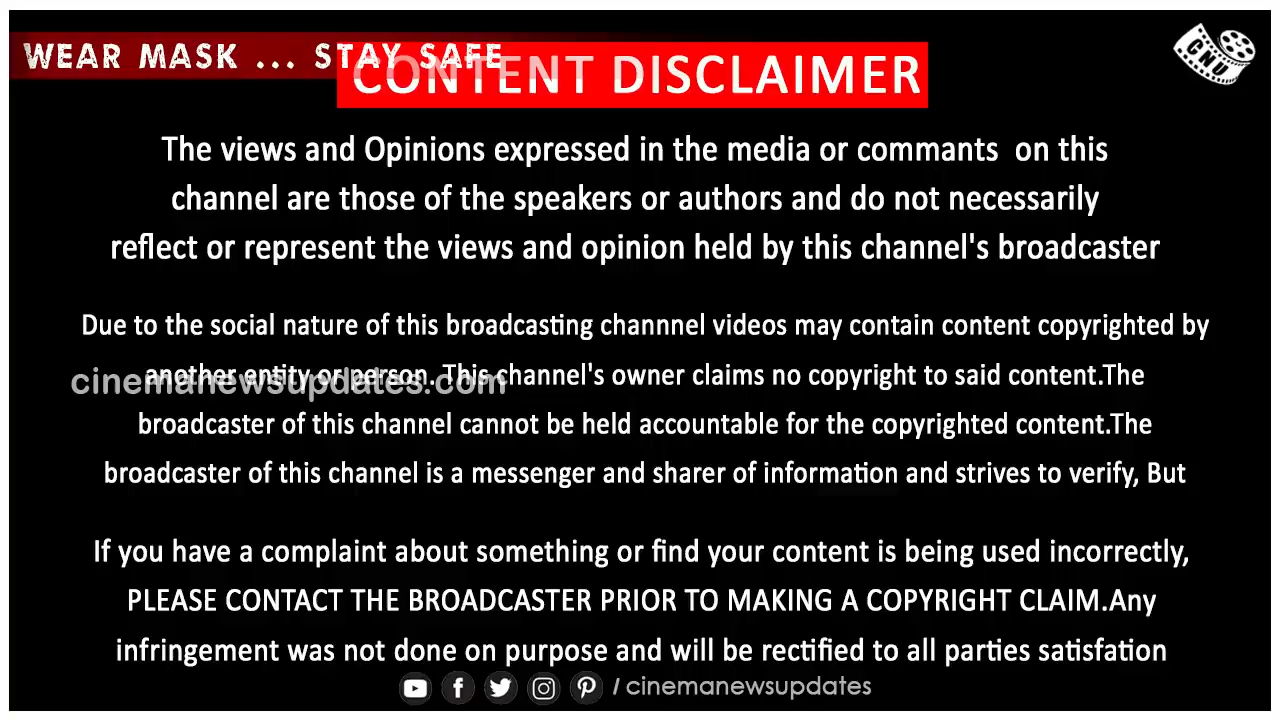 WEAR MASK ... STAY SAFE
CONTENT DISCLAIMER
CNU
The views and Opinions expressed in the media or commants on this
channel are those of the speakers or authors and do not necessarily
reflect or represent the views and opinion held by this channel's broadcaster
Due to the social nature of this broadcasting channnel videos may contain content copyrighted by
another entity or person. This channel's owner claims no copyright to said content.The
cinemanewsupdates.com
broadcaster of this channel cannot be held accountable for the copyrighted content.The
broadcaster of this channel is a messenger and sharer of information and strives to verify, But
If you have a complaint about something or find your content is being used incorrectly,
PLEASE CONTACT THE BROADCASTER PRIOR TO MAKING A COPYRIGHT CLAIM.Any
infringement was not done on purpose and will be rectified to all parties satisfation
/ cinemanewsupdates